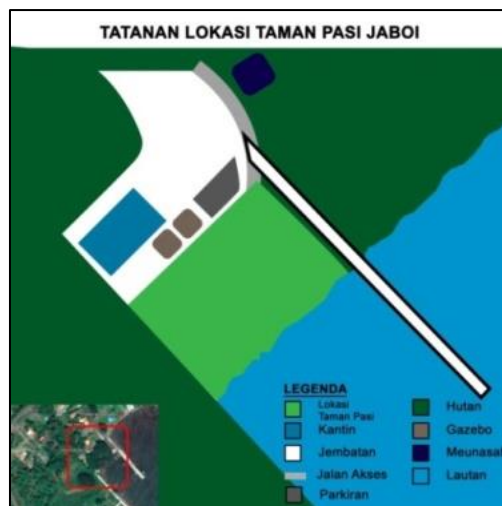 TATANAN LOKASI TAMAN PASI JABOI
LEGENDA
Lokasi
Taman Pasi
Kantin
Jembatan
Jalan Akses
Parkiran
Hutan
Gazebo
Meunasah
Lautan